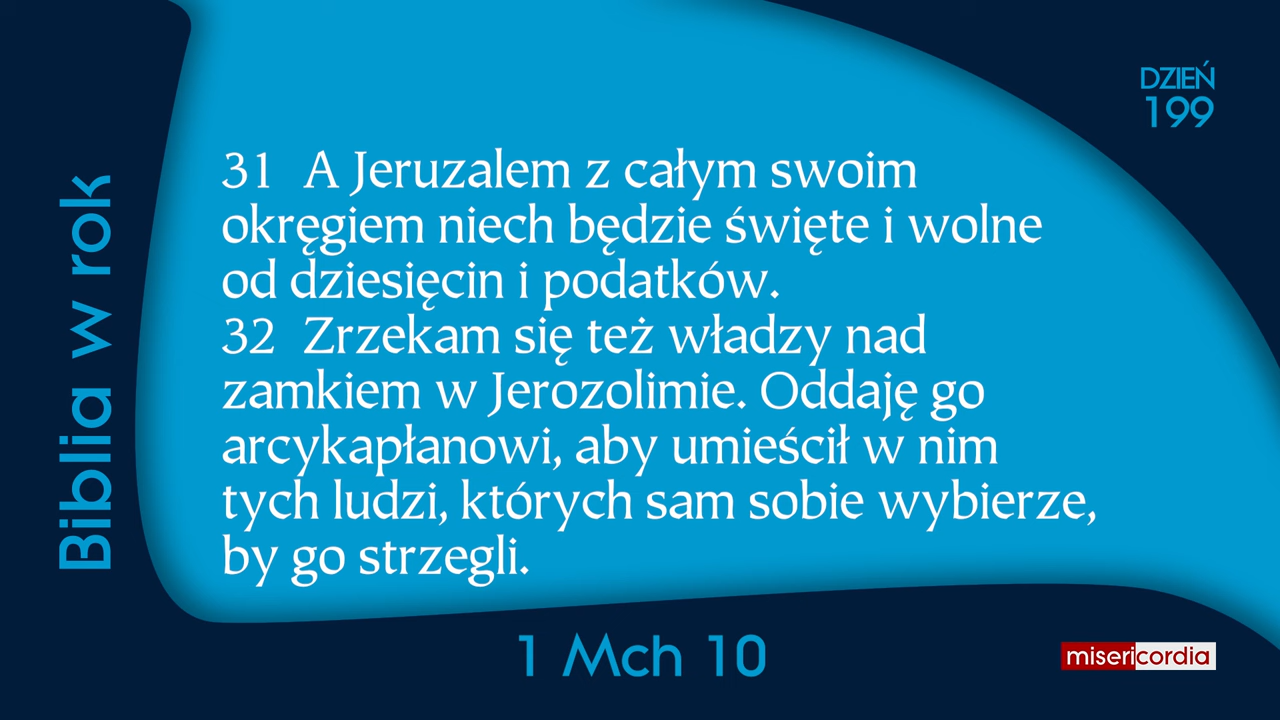 DZIEŃ
199
Biblia w rok
31 A Jeruzalem z całym swoim
okręgiem niech będzie święte i wolne
od dziesięcin i podatków.
32 Zrzekam się też władzy nad
zamkiem w Jerozolimie. Oddaję go
arcykapłanowi, aby umieścił w nim
tych ludzi, których sam sobie wybierze,
by go strzegli.
1 Mch 10
misericordia